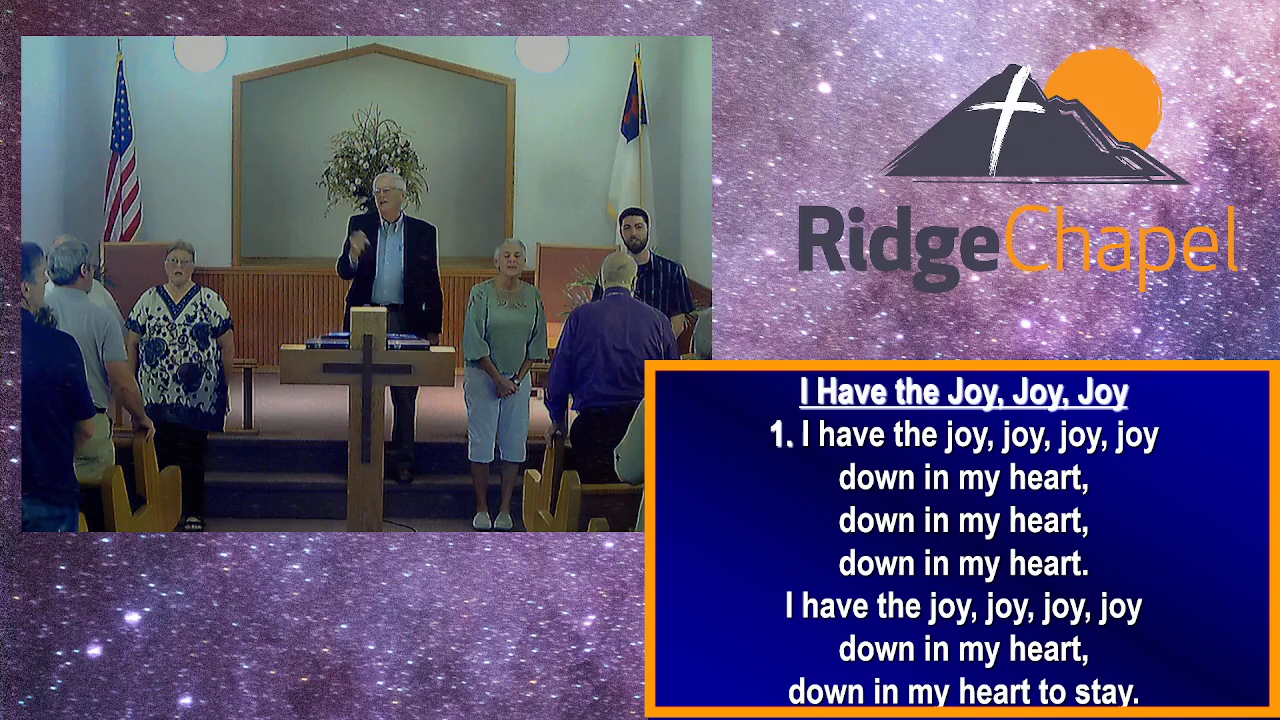 RidgeChapel
I Have the Joy, Joy, Joy
1. I have the joy, joy, joy, joy
down in my heart,
down in my heart,
down in my heart.
I have the joy, joy, joy, joy
down in my heart,
down in my heart to stay.